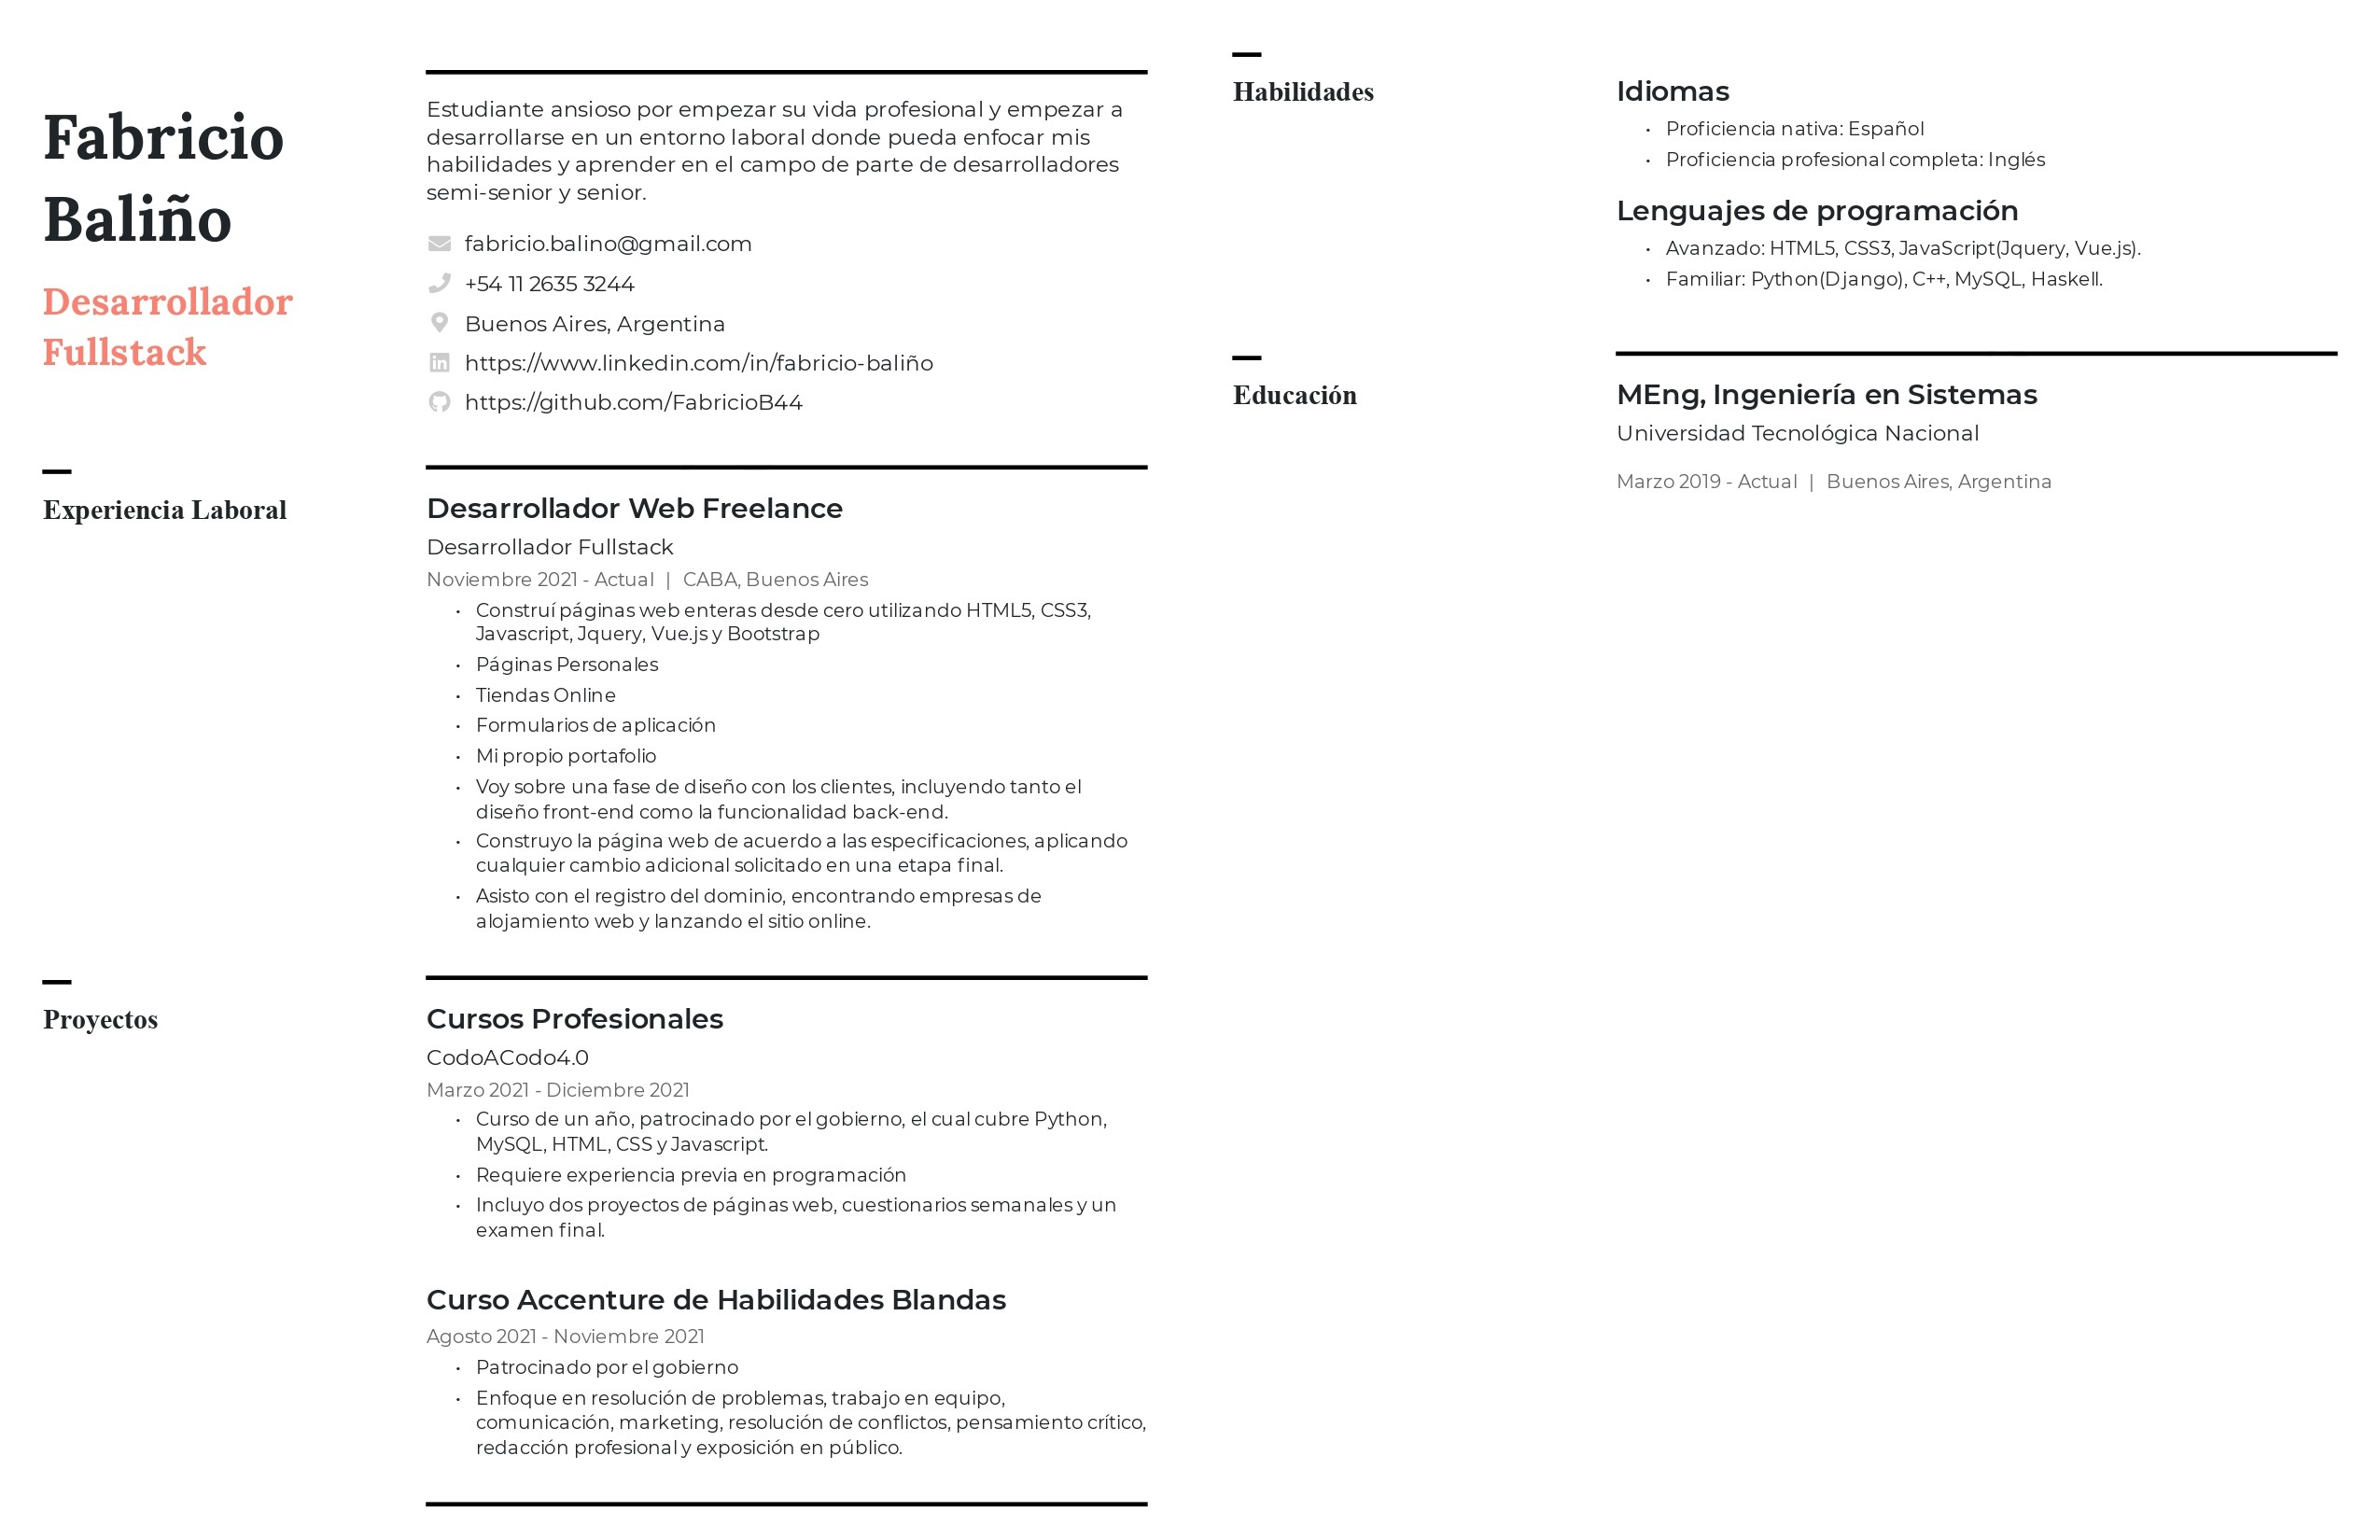 Fabricio
Baliño
Desarrollador
Fullstack
Estudiante ansioso por empezar su vida profesional y empezar a
desarrollarse en un entorno laboral donde pueda enfocar mis
habilidades y aprender en el campo de parte de desarrolladores
semi-senior y senior.
fabricio.balino@gmail.com
+54 11 2635 3244
Buenos Aires, Argentina
https://www.linkedin.com/in/fabricio-baliño
https://github.com/FabricioB44
Experiencia Laboral
Desarrollador Web Freelance
Desarrollador Fullstack
Noviembre 2021 - Actual | CABA, Buenos Aires
• Construí páginas web enteras desde cero utilizando HTML5, CSS3,
Javascript, Jquery, Vue.js y Bootstrap
• Páginas Personales
• Tiendas Online
• Formularios de aplicación
• Mi propio portafolio
• Voy sobre una fase de diseño con los clientes, incluyendo tanto el
diseño front-end como la funcionalidad back-end.
• Construyo la página web de acuerdo a las especificaciones, aplicando
cualquier cambio adicional solicitado en una etapa final.
• Asisto con el registro del dominio, encontrando empresas de
alojamiento web y lanzando el sitio online.
Proyectos
Cursos Profesionales
CodoACodo4.0
Marzo 2021 - Diciembre 2021
• Curso de un año, patrocinado por el gobierno, el cual cubre Python,
MySQL, HTML, CSS y Javascript.
• Requiere experiencia previa en programación
• Incluyo dos proyectos de páginas web, cuestionarios semanales y un
examen final.
Curso Accenture de Habilidades Blandas
Agosto 2021 - Noviembre 2021
• Patrocinado por el gobierno
• Enfoque en resolución de problemas, trabajo en equipo,
comunicación, marketing, resolución de conflictos, pensamiento crítico,
redacción profesional y exposición en público.
Habilidades
Idiomas
• Proficiencia nativa: Español
• Proficiencia profesional completa: Inglés
Lenguajes de programación
• Avanzado: HTML5, CSS3, JavaScript(Jquery, Vue.js).
• Familiar: Python(Django), C++, MySQL, Haskell.
Educación
MEng, Ingeniería en Sistemas
Universidad Tecnológica Nacional
Marzo 2019 - Actual | Buenos Aires, Argentina